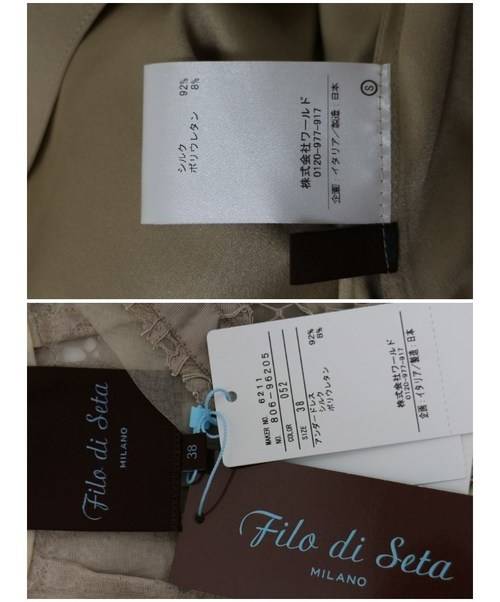 シルク 92%
ポリウレタン 8%
株式会社ワールド
0120-977-917
企画：イタリア／製造：日本
S
Filo di Seta
MILANO
38
MAKER NO. 6211
NO. 806-96205
COLOR 052
SIZE 38
アンダードレス
シルク 92%
ポリウレタン 8%
株式会社ワールド
0120-977-917
企画：イタリア／製造：日本
Filo di Seta
MILANO